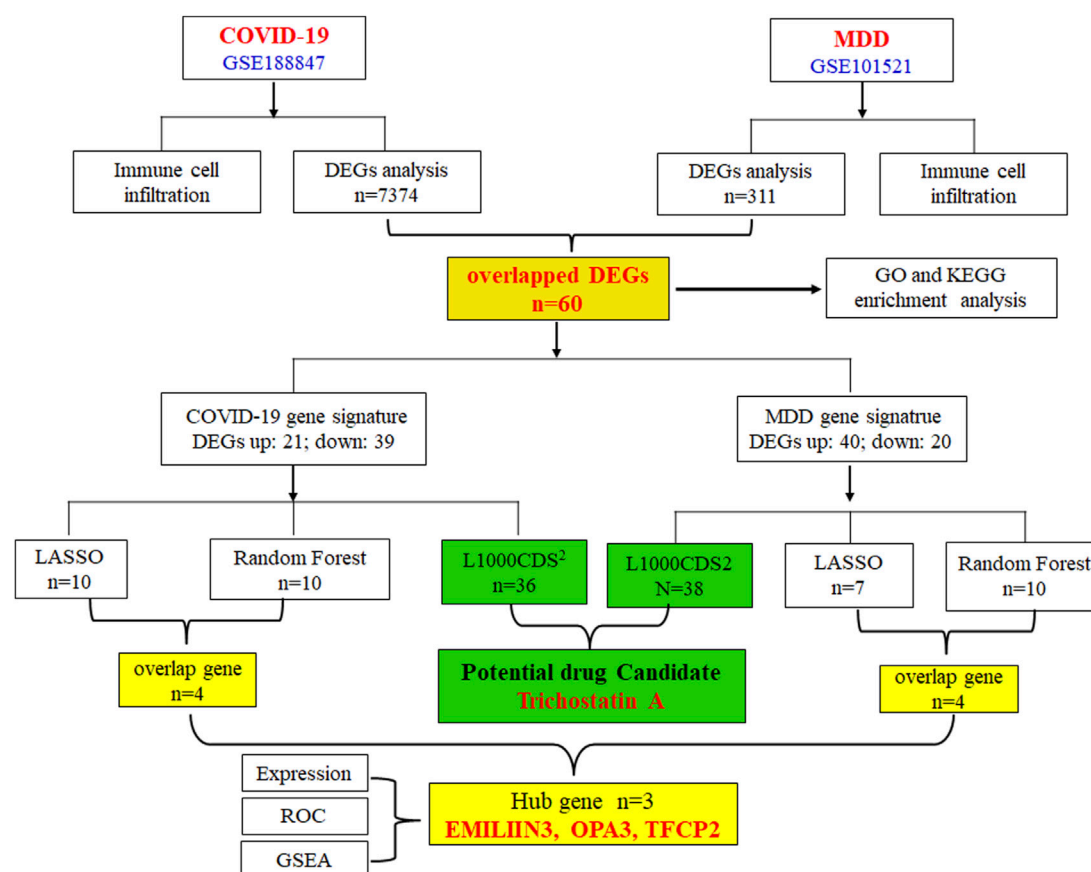 COVID-19
GSE188847
MDD
GSE101521
Immune cell
infiltration
DEGs analysis
n=7374
DEGs analysis
n=311
Immune cell
infiltration
overlapped DEGs
n=60
GO and KEGG
enrichment analysis
COVID-19 gene signature
DEGs up: 21; down: 39
MDD gene signatrue
DEGs up: 40; down: 20
LASSO
n=10
Random Forest
n=10
L1000CDS²
n=36
L1000CDS2
N=38
LASSO
n=7
Random Forest
n=10
overlap gene
n=4
Potential drug Candidate
Trichostatin A
overlap gene
n=4
Expression
ROC
GSEA
Hub gene n=3
EMILIIN3, OPA3, TFCP2